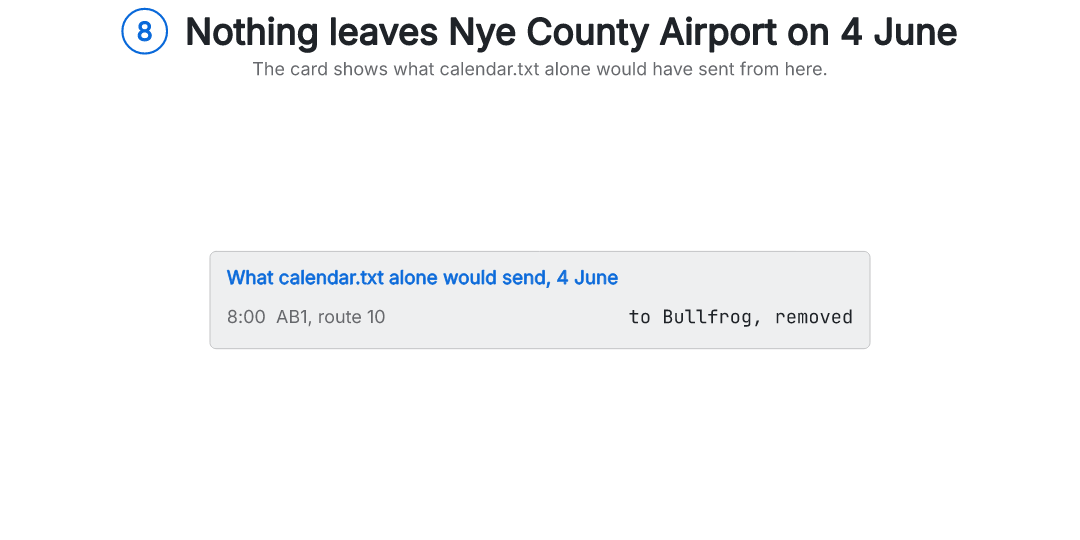 8 Nothing leaves Nye County Airport on 4 June
The card shows what calendar.txt alone would have sent from here.
What calendar.txt alone would send, 4 June
8:00 AB1, route 10 to Bullfrog, removed